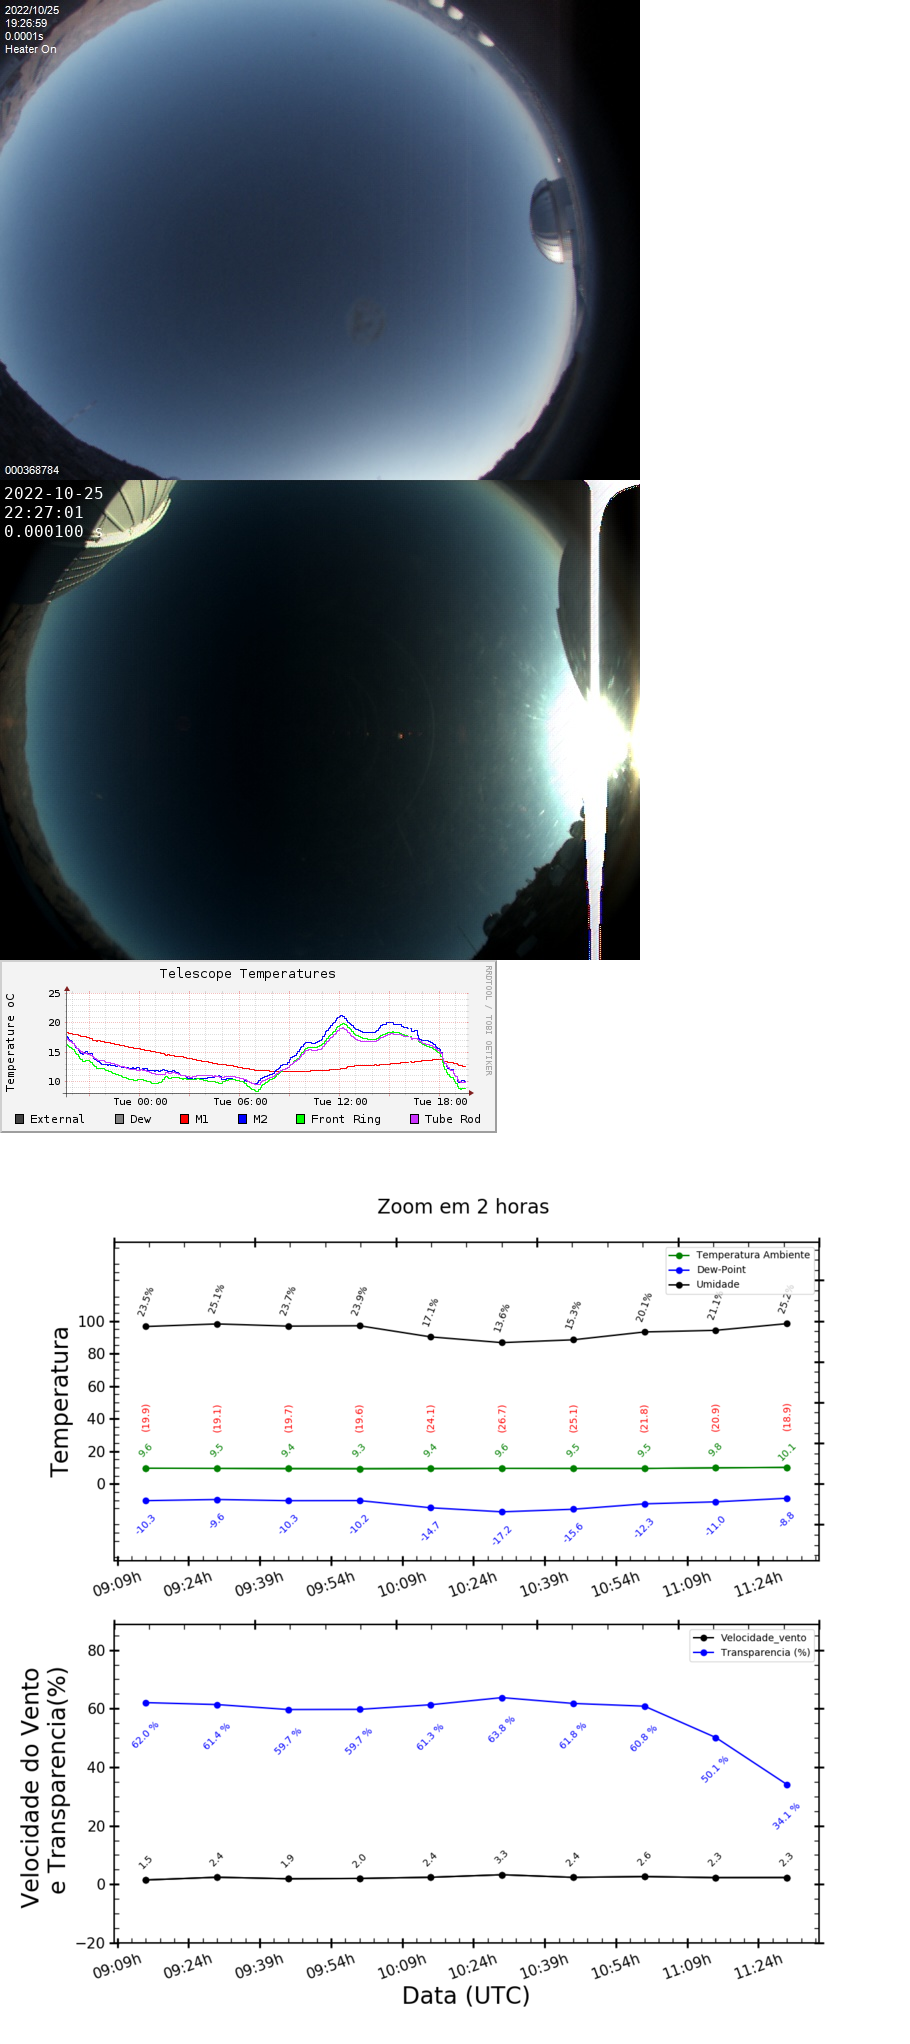 2022/10/25
19:26:59
0.0001s
Heater On
000368784
2022-10-25
22:27:01
0.000100 s
Telescope Temperatures
RRDTOOL / TOBI OETIKER
Temperature oC
25
20
15
10
Tue 00:00 Tue 06:00 Tue 12:00 Tue 18:00
External Dew M1 M2 Front Ring Tube Rod
Zoom em 2 horas
Temperatura Ambiente
Dew-Point
Umidade
23.5% 25.1% 23.7% 23.9% 17.1% 13.6% 15.3% 20.1% 21.1% 25.2%
Temperatura
100
80
60
40
20
0
(19.9) (19.1) (19.7) (19.6) (24.1) (26.7) (25.1) (21.8) (20.9) (18.9)
9.6 9.5 9.4 9.3 9.4 9.6 9.5 9.5 9.8 10.1
-10.3 -9.6 -10.3 -10.2 -14.7 -17.2 -15.6 -12.3 -11.0 -8.8
09:09h 09:24h 09:39h 09:54h 10:09h 10:24h 10:39h 10:54h 11:09h 11:24h
Velocidade_vento
Transparencia (%)
Velocidade do Vento
e Transparencia(%)
80
60
40
20
0
−20
62.0 % 61.4 % 59.7 % 59.7 % 61.3 % 63.8 % 61.8 % 60.8 % 50.1 % 34.1 %
1.5 2.4 1.9 2.0 2.4 3.3 2.4 2.6 2.3 2.3
09:09h 09:24h 09:39h 09:54h 10:09h 10:24h 10:39h 10:54h 11:09h 11:24h
Data (UTC)